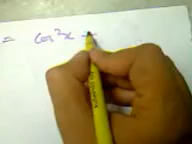 = cos²x -